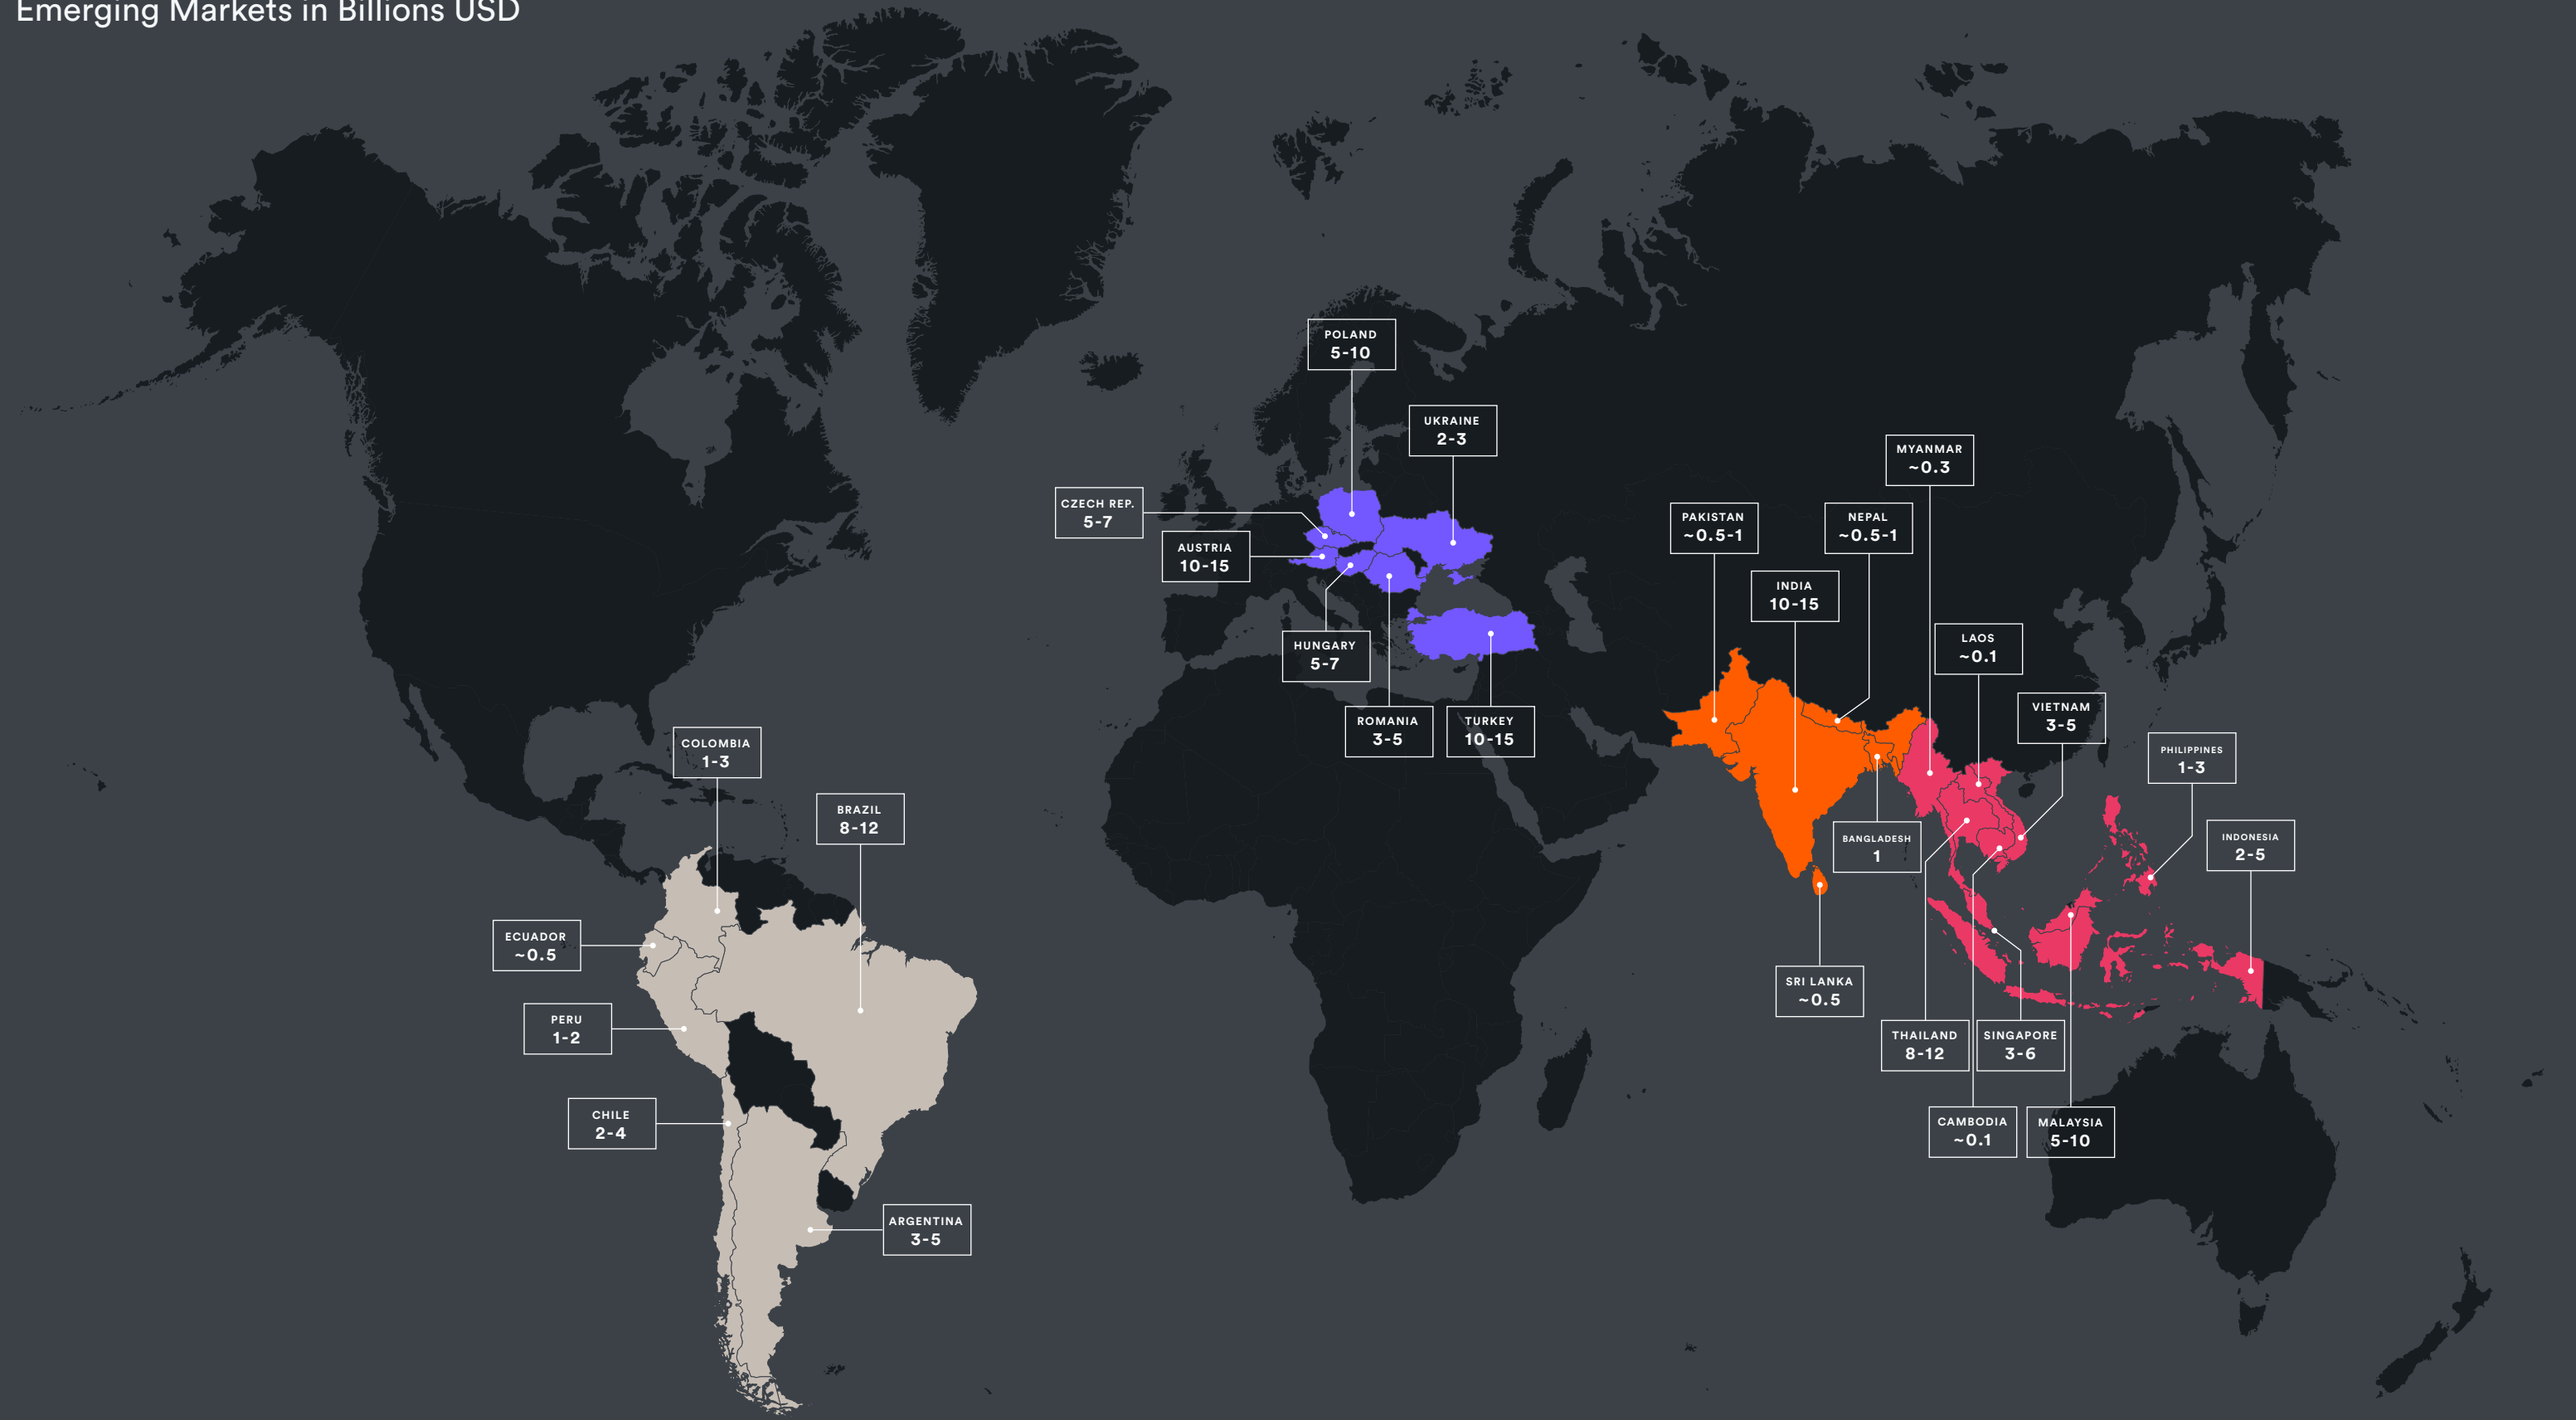 Emerging Markets in Billions USD
POLAND
5-10
UKRAINE
2-3
MYANMAR
~0.3
CZECH REP.
5-7
PAKISTAN
~0.5-1
NEPAL
~0.5-1
AUSTRIA
10-15
INDIA
10-15
LAOS
~0.1
HUNGARY
5-7
VIETNAM
3-5
ROMANIA
3-5
TURKEY
10-15
COLOMBIA
1-3
PHILIPPINES
1-3
BRAZIL
8-12
BANGLADESH
1
INDONESIA
2-5
ECUADOR
~0.5
SRI LANKA
~0.5
PERU
1-2
THAILAND
8-12
SINGAPORE
3-6
CHILE
2-4
CAMBODIA
~0.1
MALAYSIA
5-10
ARGENTINA
3-5